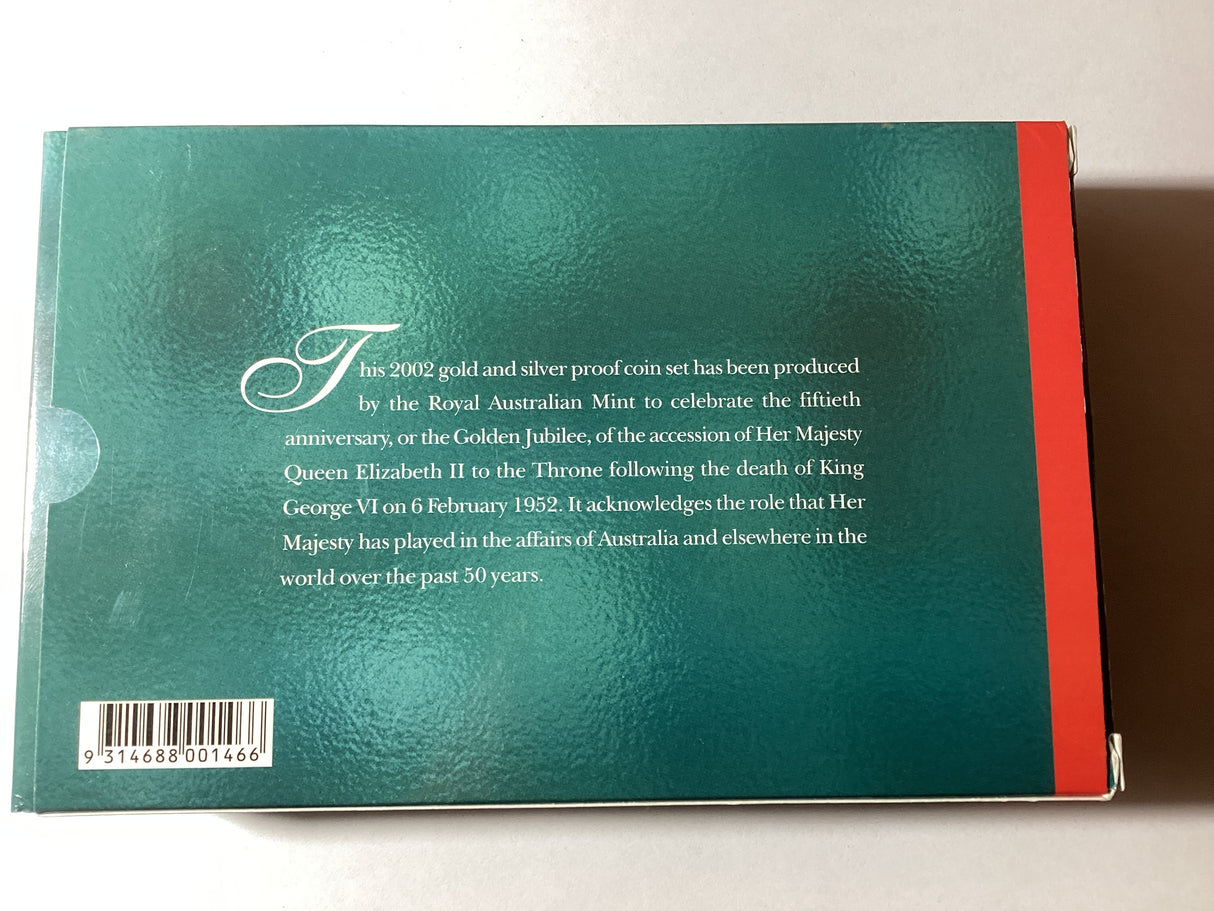 This 2002 gold and silver proof coin set has been produced
by the Royal Australian Mint to celebrate the fiftieth
anniversary, or the Golden Jubilee, of the accession of Her Majesty
Queen Elizabeth II to the Throne following the death of King
George VI on 6 February 1952. It acknowledges the role that Her
Majesty has played in the affairs of Australia and elsewhere in the
world over the past 50 years.
9 314688 001466